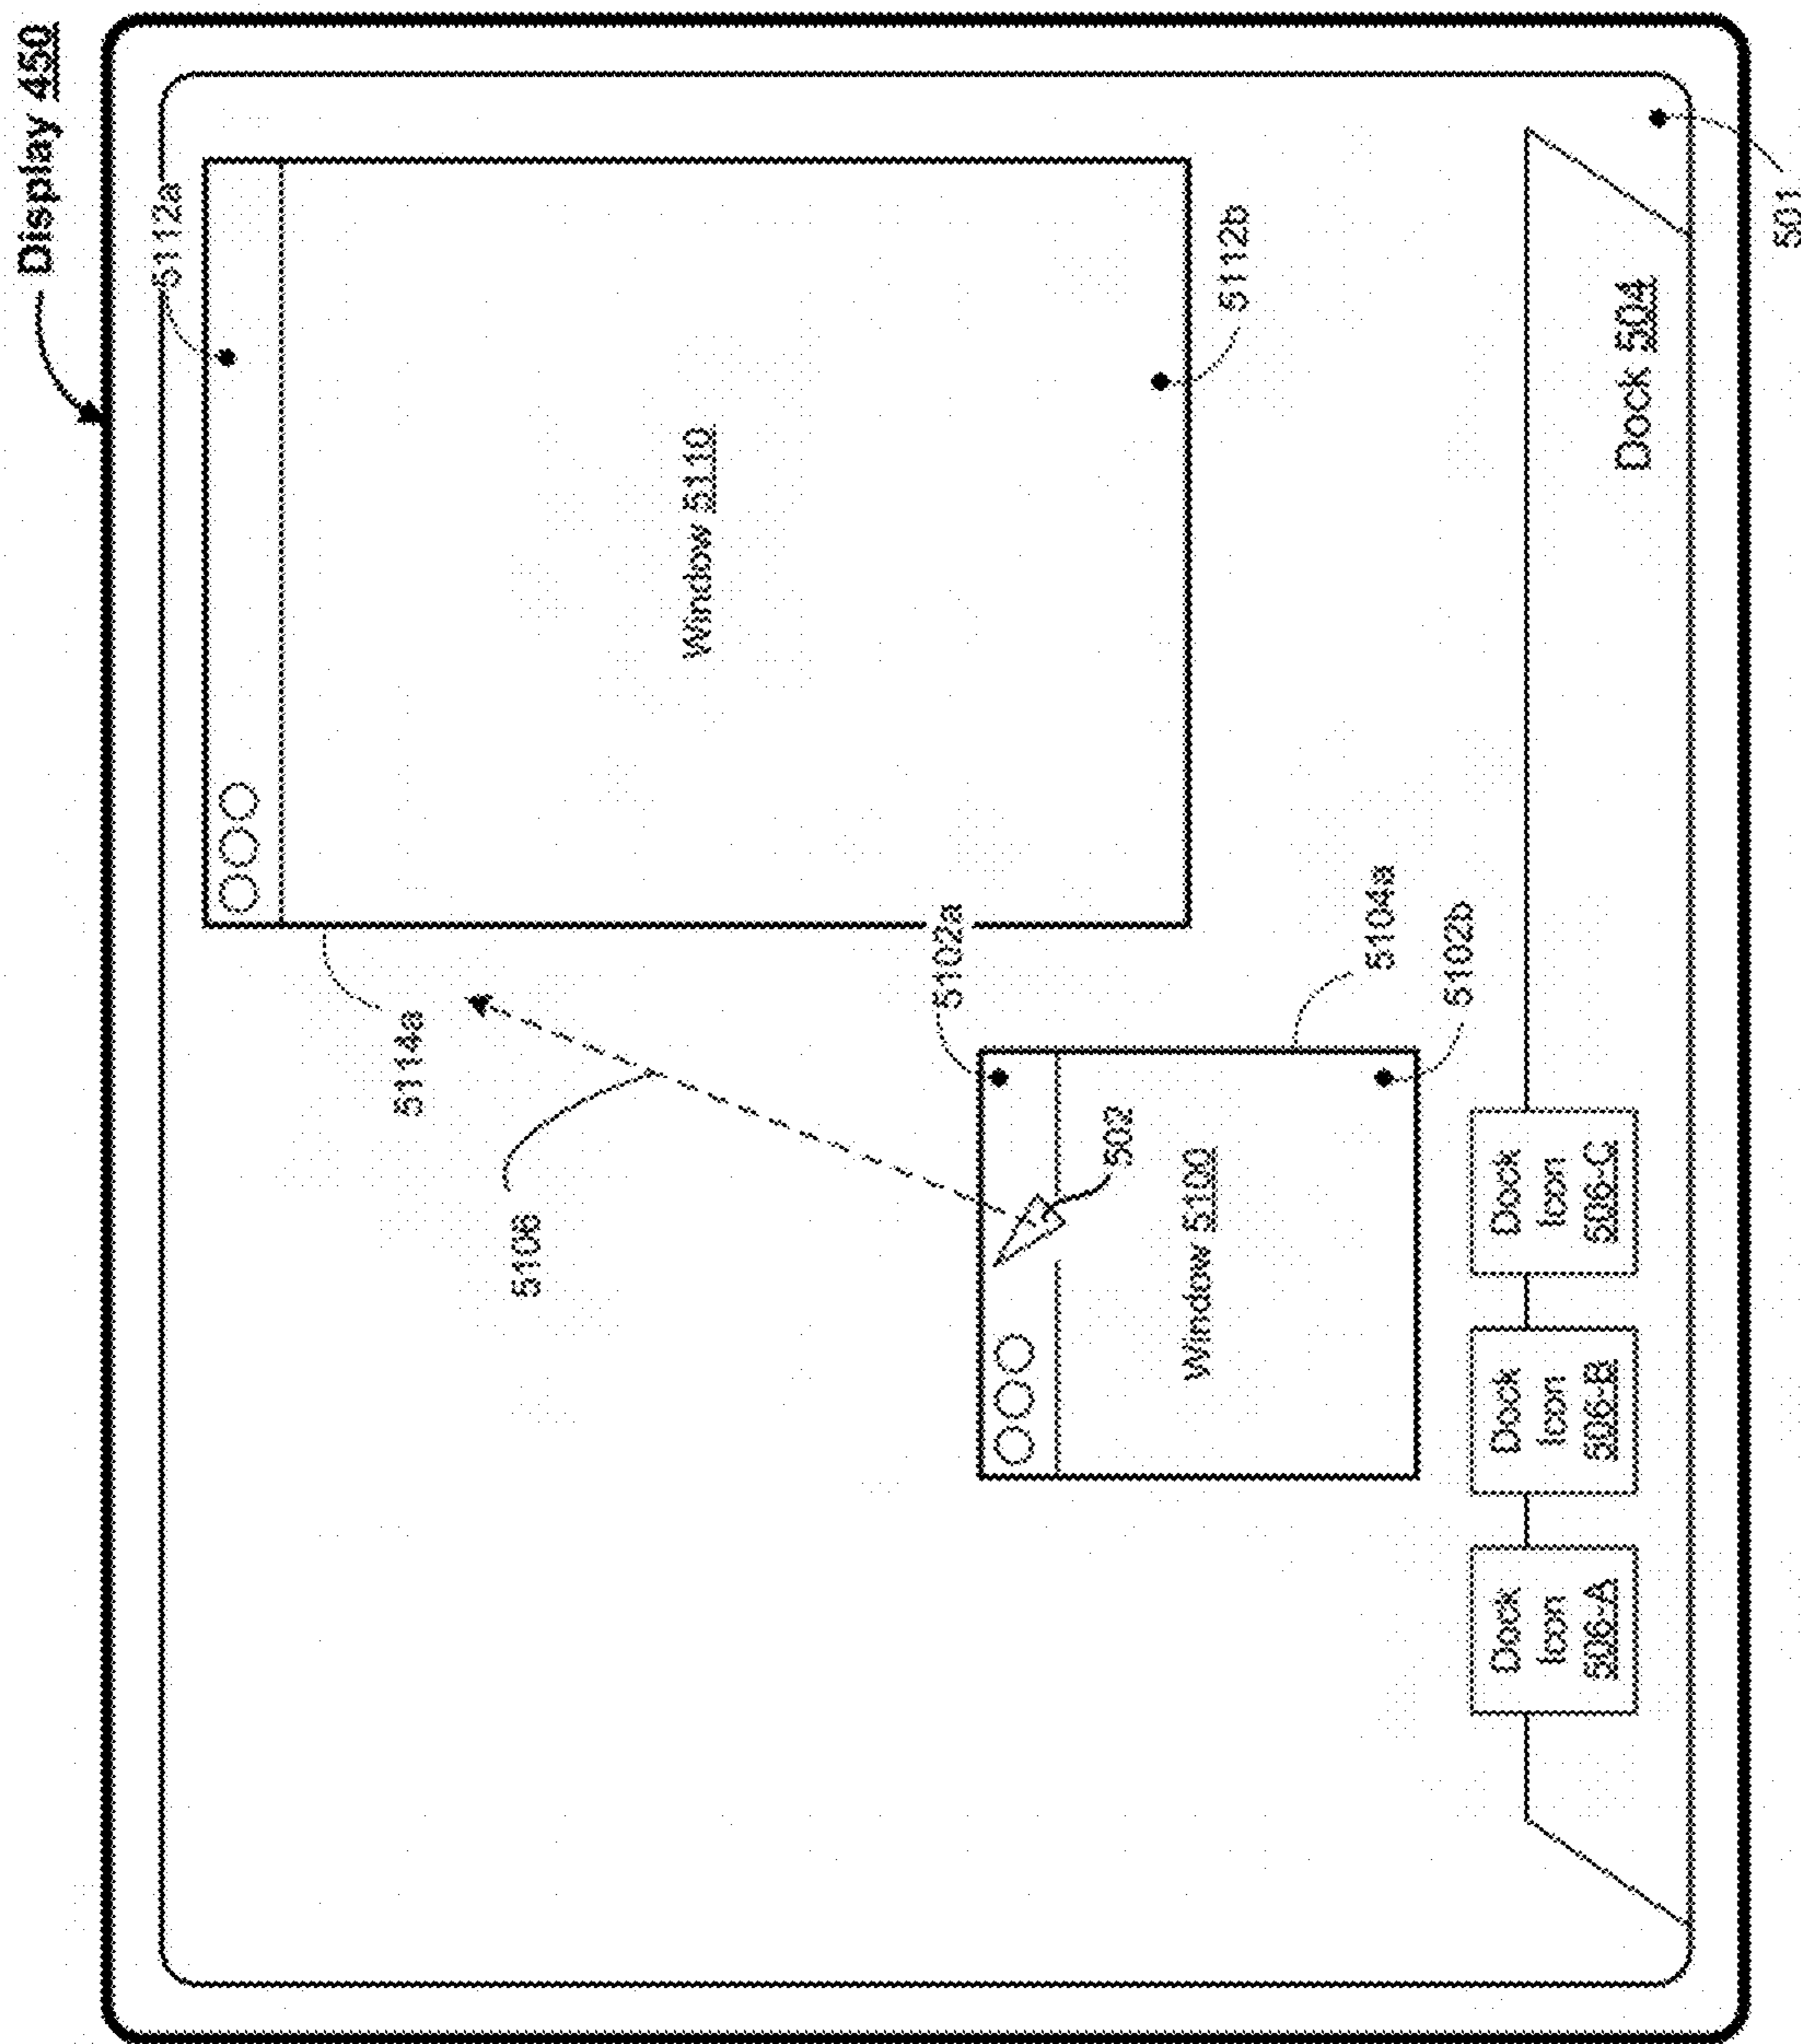 Display 450
5112a
Window 5110
5112b
5114a
5106
5102a
502
Window 5100
5104a
5102b
Dock
Icon
506-A
Dock
Icon
506-B
Dock
Icon
506-C
Dock 504
501